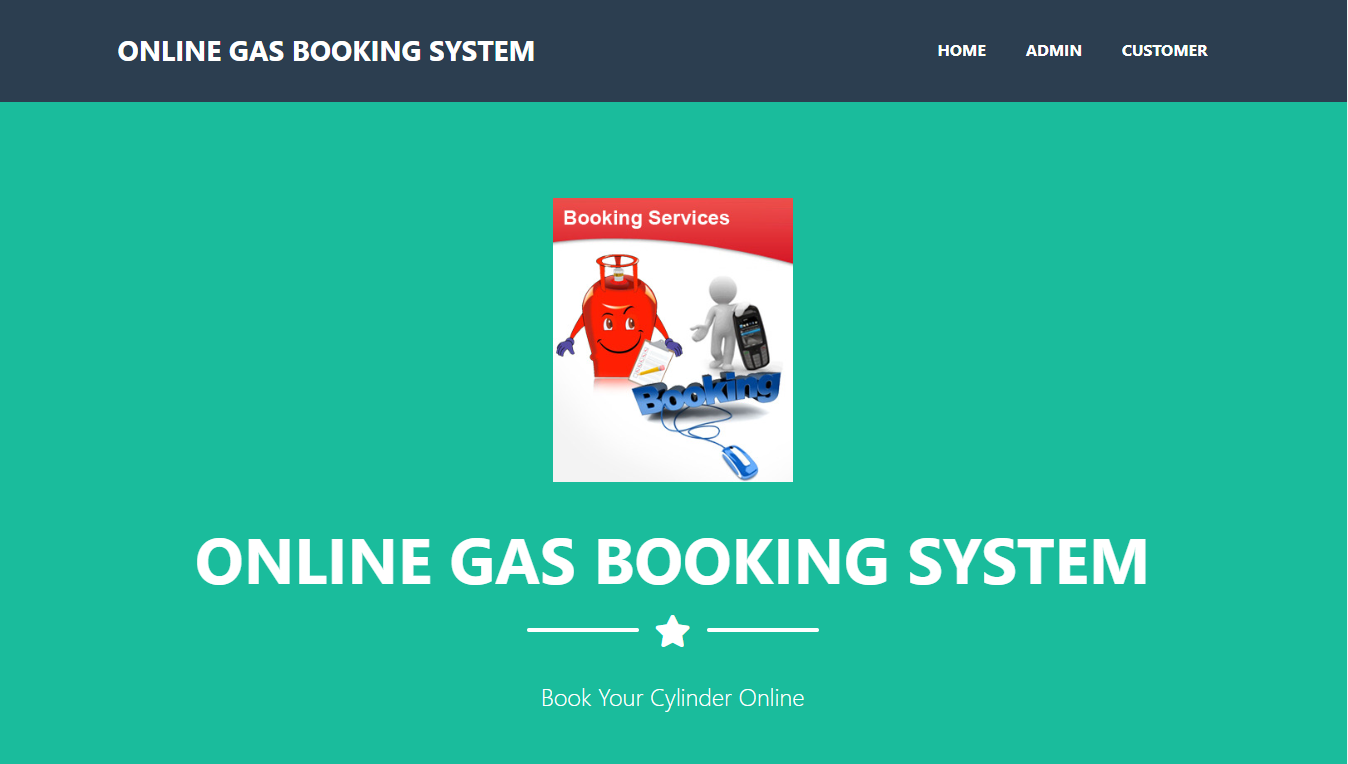 ONLINE GAS BOOKING SYSTEM
HOME ADMIN CUSTOMER
Booking Services
Booking
ONLINE GAS BOOKING SYSTEM
Book Your Cylinder Online